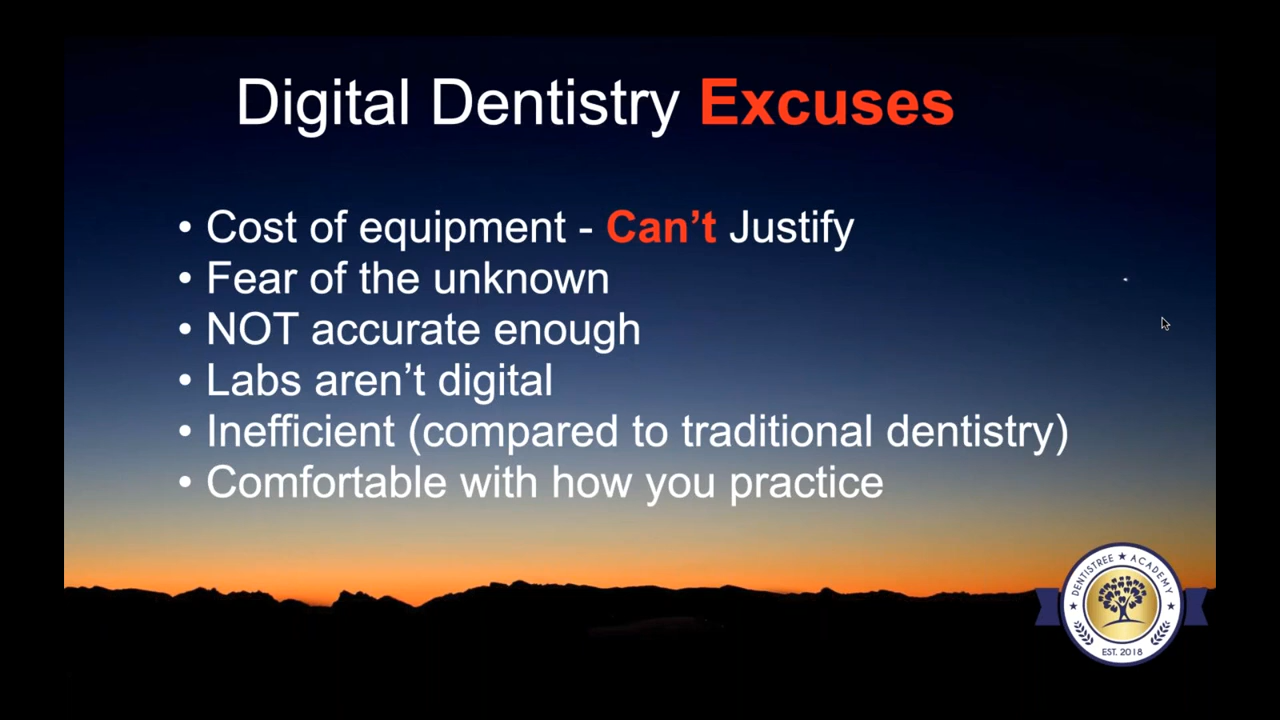 Digital Dentistry Excuses
• Cost of equipment - Can’t Justify
• Fear of the unknown
• NOT accurate enough
• Labs aren’t digital
• Inefficient (compared to traditional dentistry)
• Comfortable with how you practice
DENTISTREE ★ ACADEMY
EST. 2018